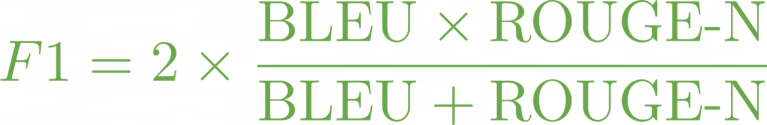 F1 = 2 × BLEU × ROUGE-N
BLEU + ROUGE-N